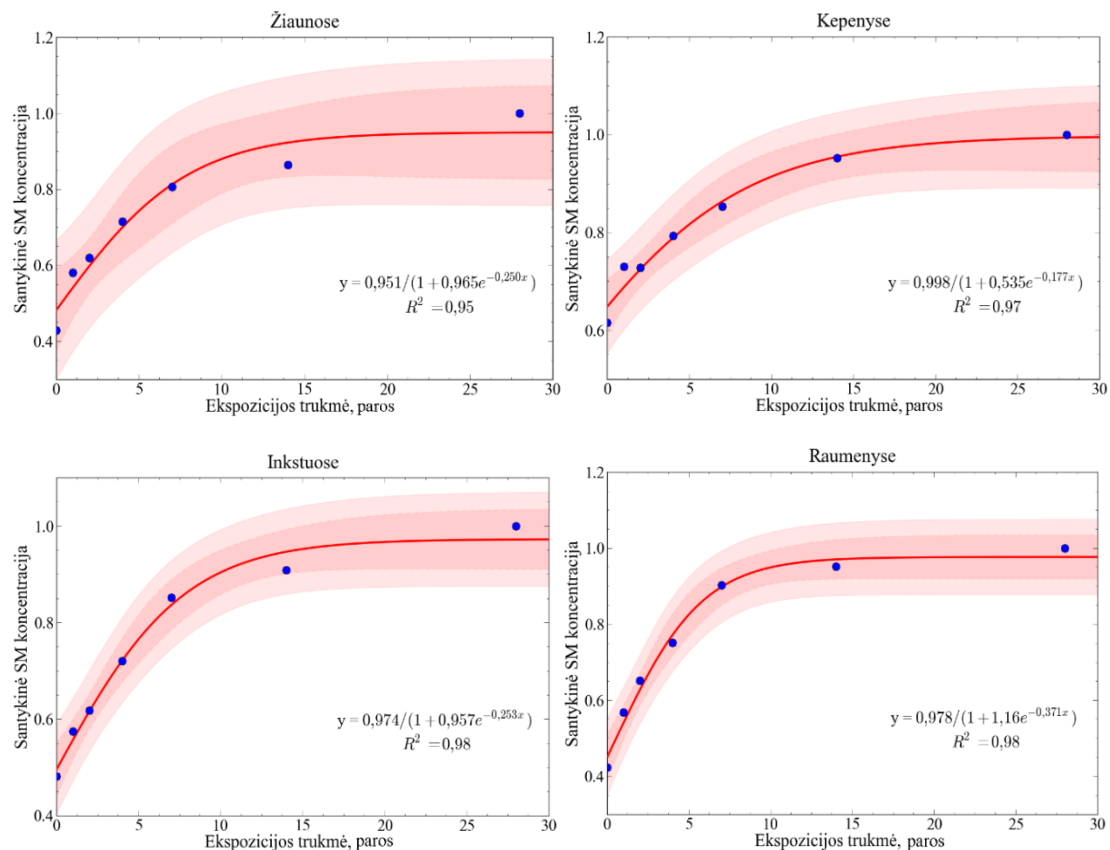 Žiaunose
Santykinė SM koncentracija
1.2
1.0
0.8
0.6
0.4
y = 0,951/(1 + 0,965e^{−0,250x})
R² = 0,95
0 5 10 15 20 25 30
Ekspozicijos trukmė, paros
Kepenyse
Santykinė SM koncentracija
1.2
1.0
0.8
0.6
y = 0,998/(1 + 0,535e^{−0,177x})
R² = 0,97
0 5 10 15 20 25 30
Ekspozicijos trukmė, paros
Inkstuose
Santykinė SM koncentracija
1.0
0.8
0.6
0.4
y = 0,974/(1 + 0,957e^{−0,253x})
R² = 0,98
0 5 10 15 20 25 30
Ekspozicijos trukmė, paros
Raumenyse
Santykinė SM koncentracija
1.2
1.0
0.8
0.6
0.4
y = 0,978/(1 + 1,16e^{−0,371x})
R² = 0,98
0 5 10 15 20 25 30
Ekspozicijos trukmė, paros